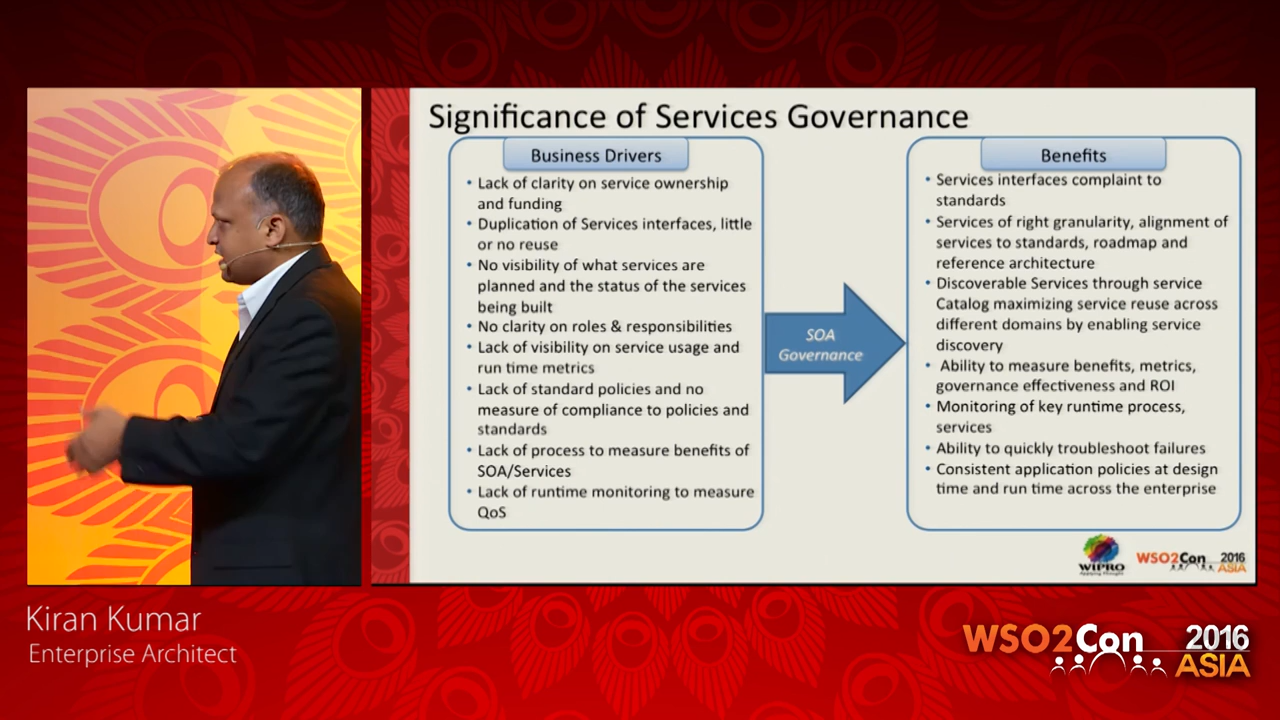 Significance of Services Governance
Business Drivers
• Lack of clarity on service ownership
and funding
• Duplication of Services interfaces, little
or no reuse
• No visibility of what services are
planned and the status of the services
being built
• No clarity on roles & responsibilities
• Lack of visibility on service usage and
run time metrics
• Lack of standard policies and no
measure of compliance to policies and
standards
• Lack of process to measure benefits of
SOA/Services
• Lack of runtime monitoring to measure
QoS
SOA
Governance
Benefits
• Services interfaces complaint to
standards
• Services of right granularity, alignment of
services to standards, roadmap and
reference architecture
• Discoverable Services through service
Catalog maximizing service reuse across
different domains by enabling service
discovery
• Ability to measure benefits, metrics,
governance effectiveness and ROI
• Monitoring of key runtime process,
services
• Ability to quickly troubleshoot failures
• Consistent application policies at design
time and run time across the enterprise
WIPRO
Applying Thought
WSO2Con 2016
ASIA
Kiran Kumar
Enterprise Architect
WSO2Con 2016
ASIA